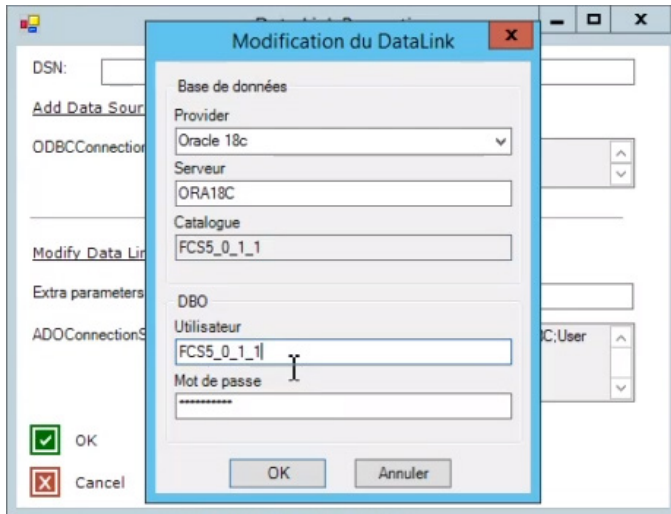 Modification du DataLink
x
x
DSN:
Add Data Sour
ODBCConnection
Modify Data Lin
Extra parameters
ADOConnectionS
C;User
Base de données
Provider
Oracle 18c
Serveur
ORA18C
Catalogue
FCS5_0_1_1
DBO
Utilisateur
FCS5_0_1_1
Mot de passe
**********
OK
Annuler
OK
Cancel